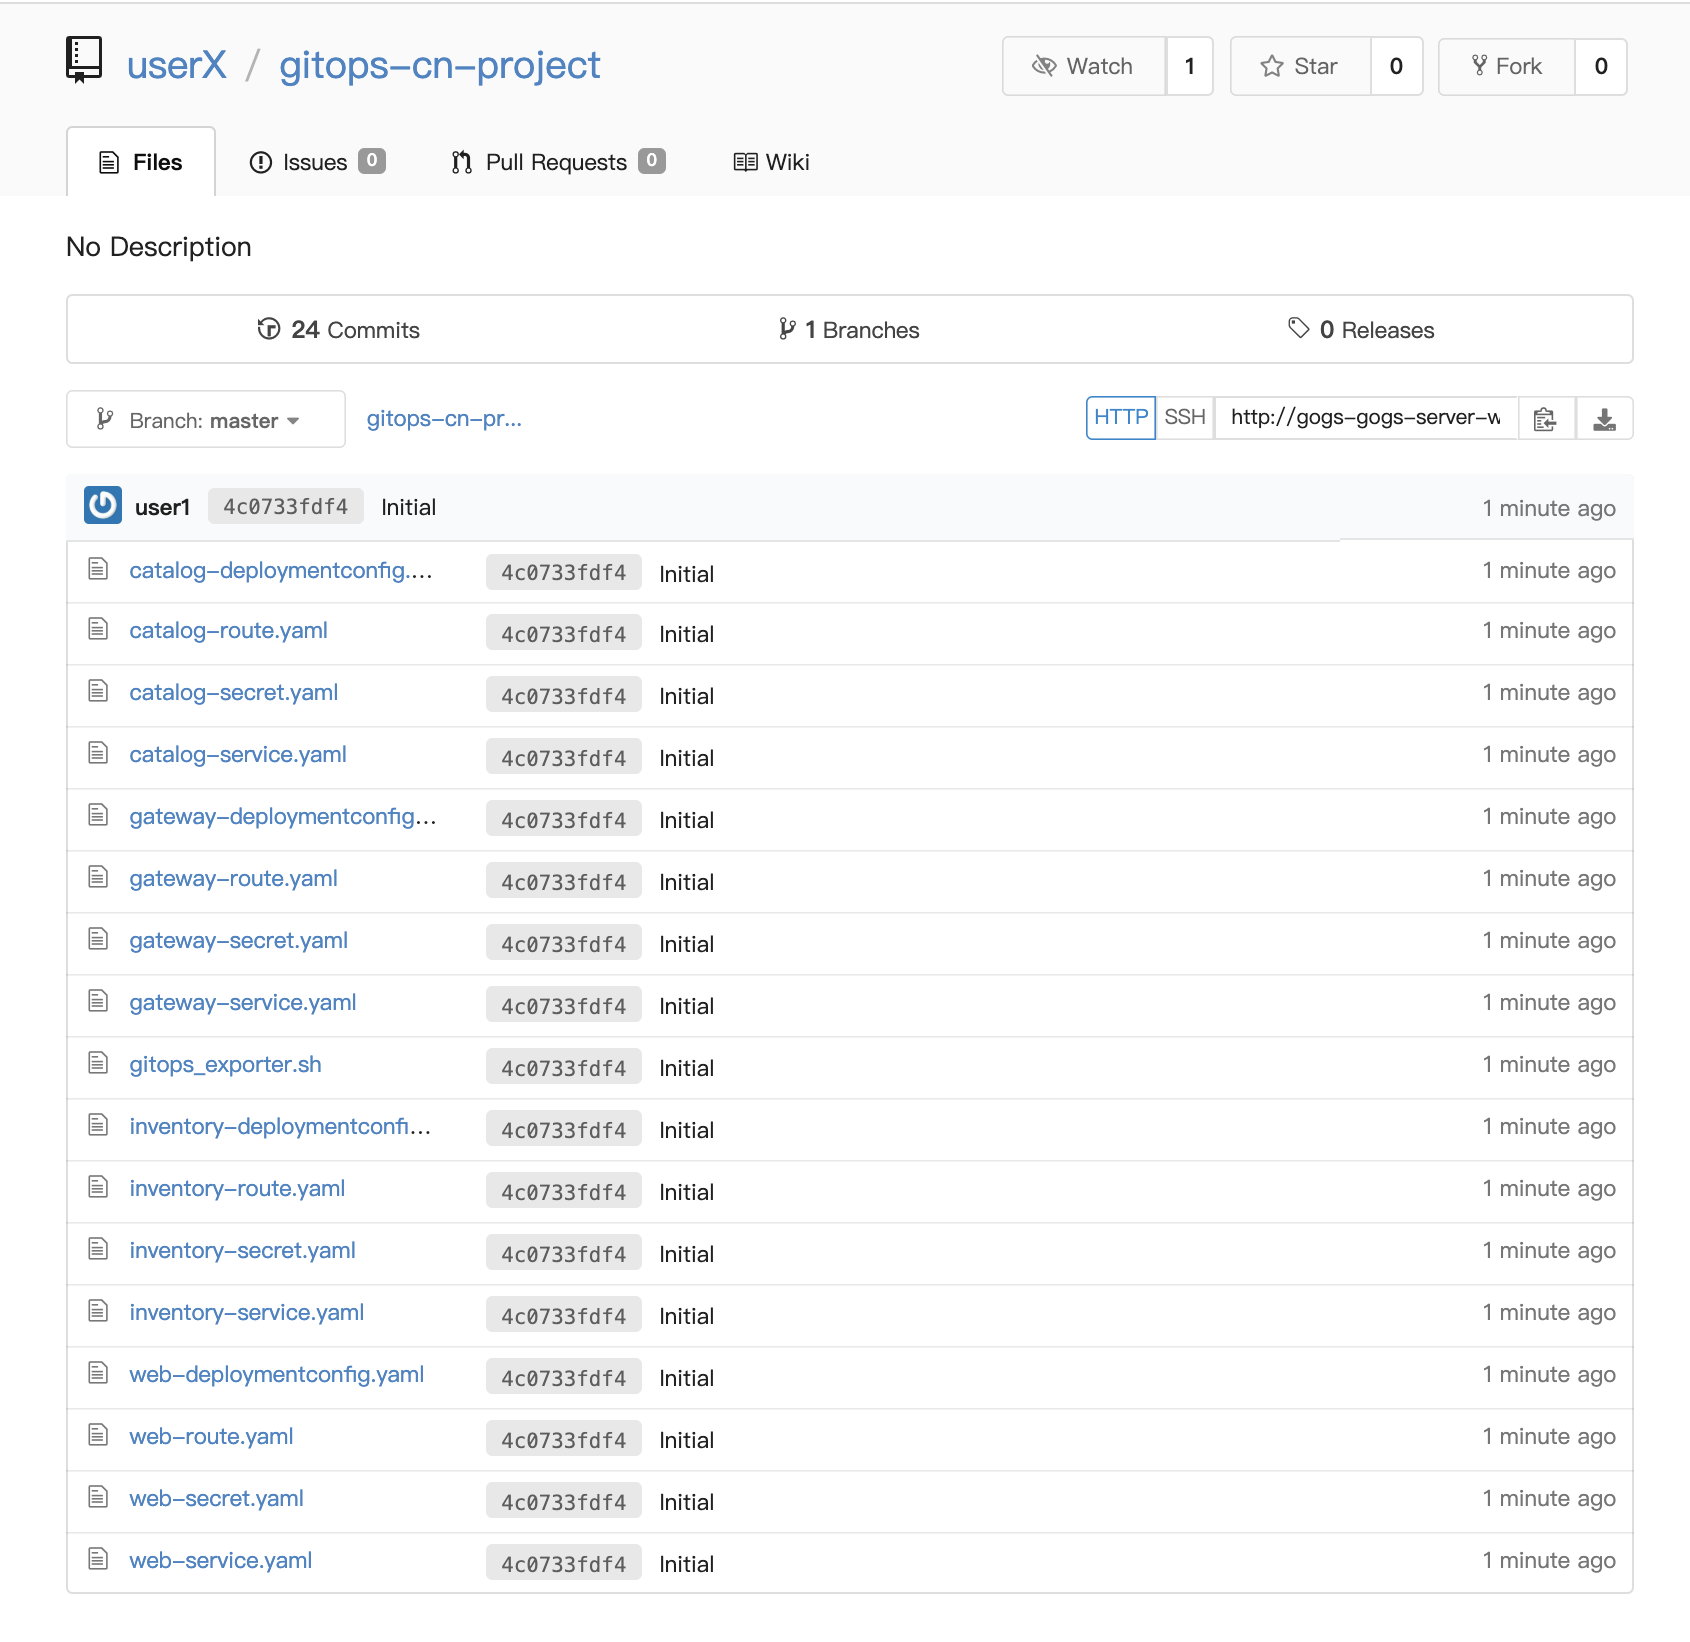 userX / gitops-cn-project
Watch 1 Star 0 Fork 0
Files Issues 0 Pull Requests 0 Wiki
No Description
24 Commits 1 Branches 0 Releases
Branch: master gitops-cn-pr... HTTP SSH http://gogs-gogs-server-w
user1 4c0733fdf4 Initial 1 minute ago
catalog-deploymentconfig.... 4c0733fdf4 Initial 1 minute ago
catalog-route.yaml 4c0733fdf4 Initial 1 minute ago
catalog-secret.yaml 4c0733fdf4 Initial 1 minute ago
catalog-service.yaml 4c0733fdf4 Initial 1 minute ago
gateway-deploymentconfig... 4c0733fdf4 Initial 1 minute ago
gateway-route.yaml 4c0733fdf4 Initial 1 minute ago
gateway-secret.yaml 4c0733fdf4 Initial 1 minute ago
gateway-service.yaml 4c0733fdf4 Initial 1 minute ago
gitops_exporter.sh 4c0733fdf4 Initial 1 minute ago
inventory-deploymentconfi... 4c0733fdf4 Initial 1 minute ago
inventory-route.yaml 4c0733fdf4 Initial 1 minute ago
inventory-secret.yaml 4c0733fdf4 Initial 1 minute ago
inventory-service.yaml 4c0733fdf4 Initial 1 minute ago
web-deploymentconfig.yaml 4c0733fdf4 Initial 1 minute ago
web-route.yaml 4c0733fdf4 Initial 1 minute ago
web-secret.yaml 4c0733fdf4 Initial 1 minute ago
web-service.yaml 4c0733fdf4 Initial 1 minute ago